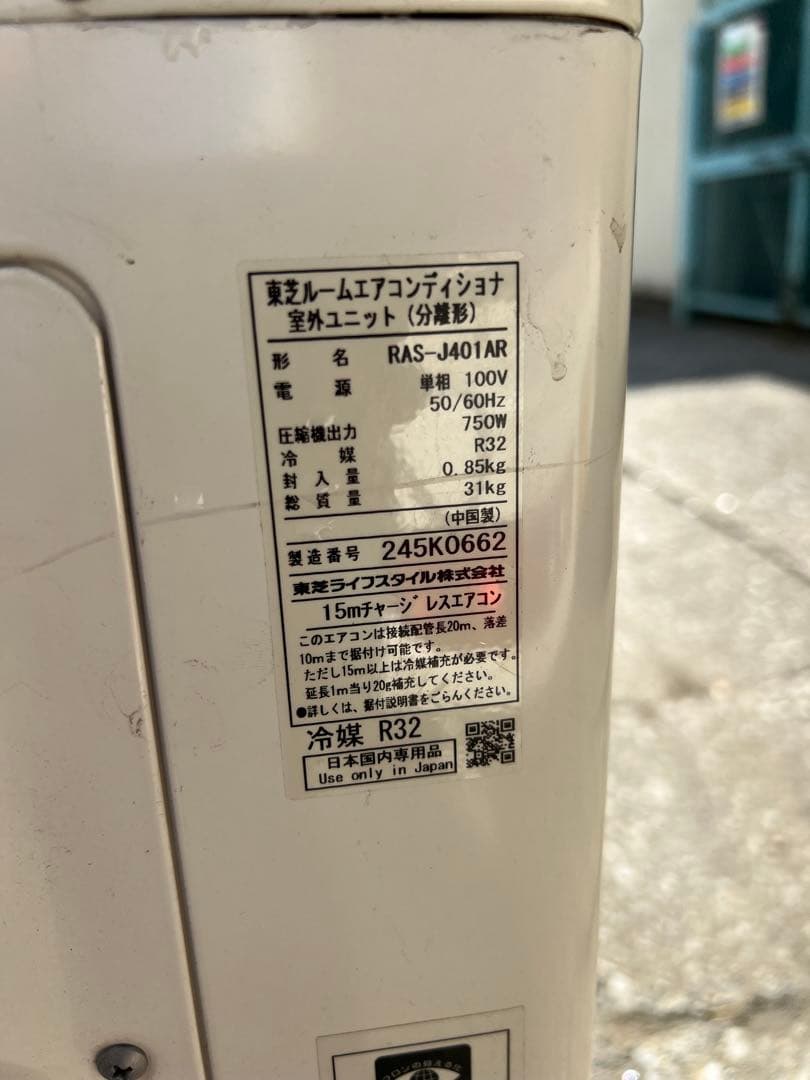 東芝ルームエアコンディショナ
室外ユニット(分離形)
形名 RAS-J401AR
電源 単相 100V
50/60Hz
圧縮機出力 750W
冷媒 R32
封入量 0.85kg
総質量 31kg
(中国製)
製造番号 245K0662
東芝ライフスタイル株式会社
15mチャージレスエアコン
このエアコンは接続配管長20m、落差
10mまで据付け可能です。
ただし15m以上は冷媒補充が必要です。
延長1m当り20g補充してください。
●詳しくは、据付説明書をごらんください。
冷媒 R32
日本国内専用品
Use only in Japan
フロンの見える化